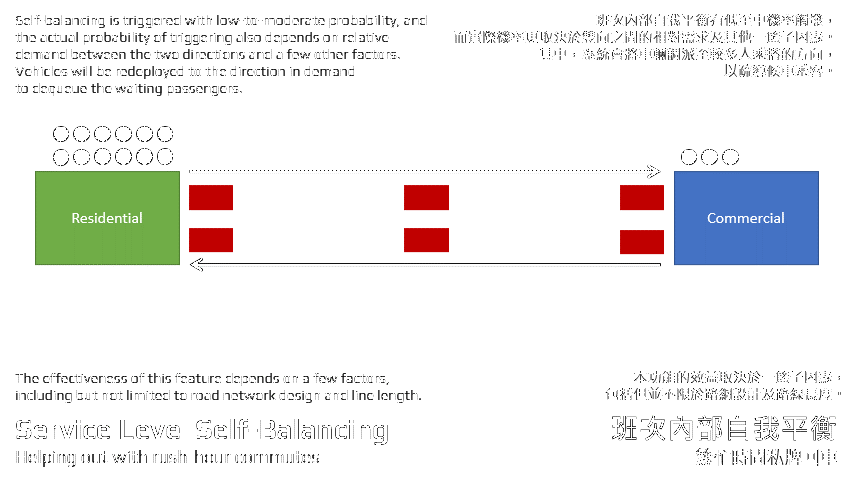 Self-balancing is triggered with low-to-moderate probability, and
the actual probability of triggering also depends on relative
demand between the two directions and a few other factors.
Vehicles will be redeployed to the direction in demand
to dequeue the waiting passengers.
班次內部自我平衡有低至中機率觸發，
而實際機率則取決於雙向之間的相對需求及其他一些子因素。
其中，系統會將車輛調派至較多人乘搭的方向，
以疏導候車乘客。
Residential
Commercial
The effectiveness of this feature depends on a few factors,
including but not limited to road network design and line length.
本功能的效益取決於一些子因素，
包括但並不限於路網設計及路線長度。
Service Level Self-Balancing
Helping out with rush-hour commutes
班次內部自我平衡
繁忙時間